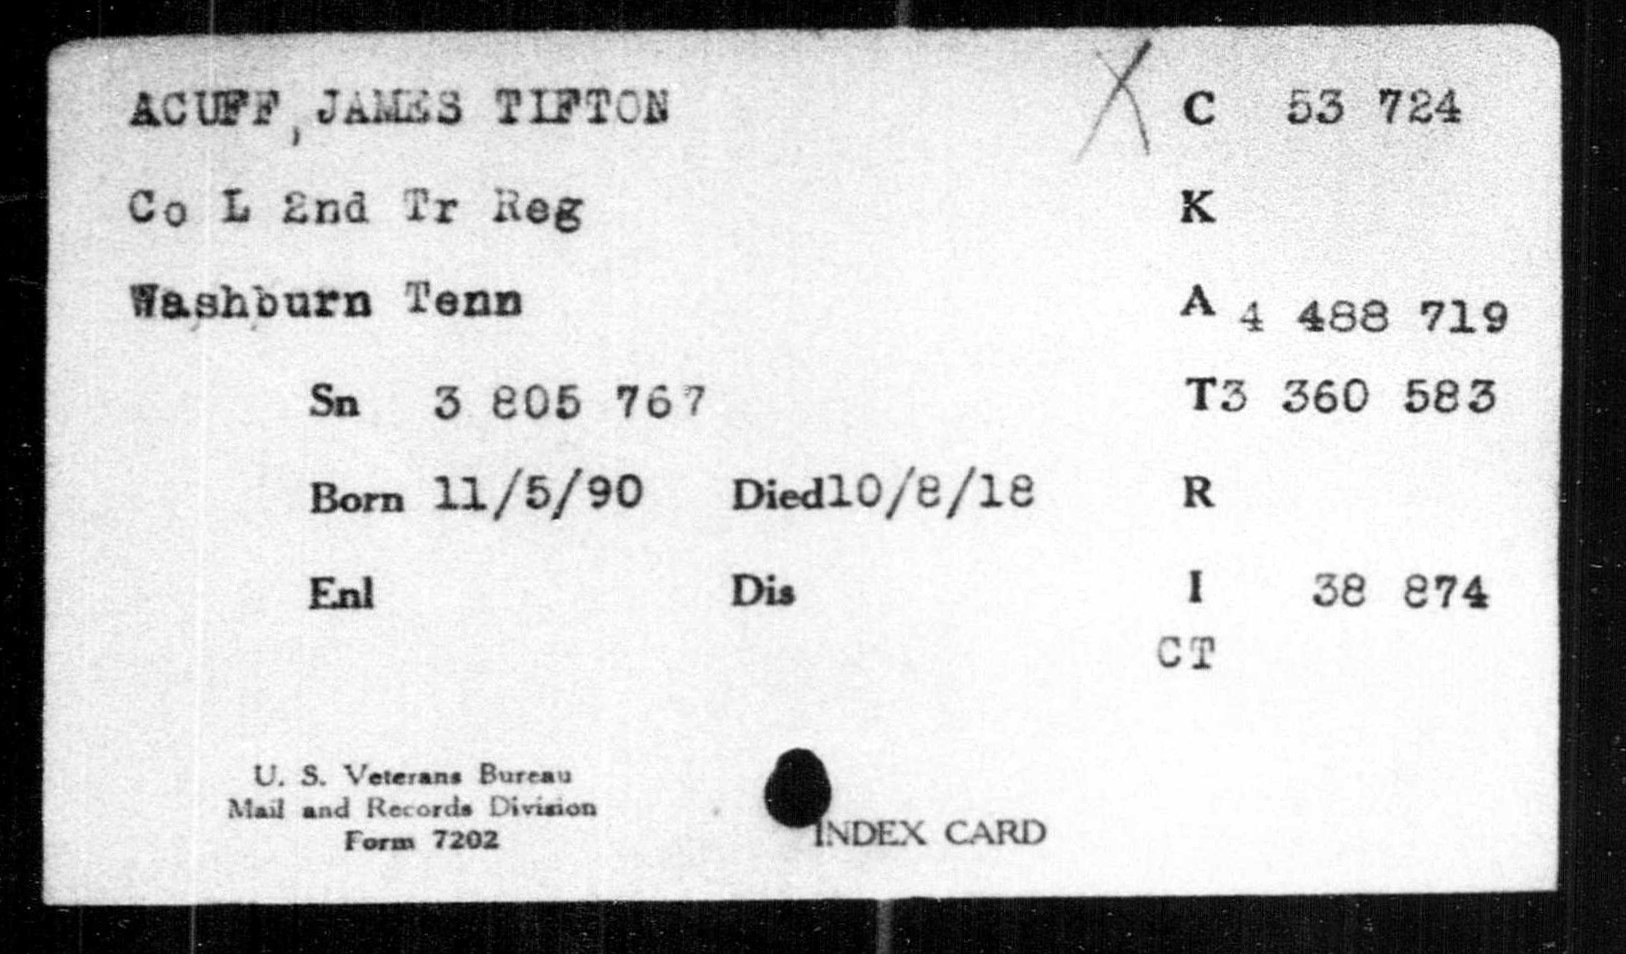 ACUFF, JAMES TIFTON C 53 724
Co L 2nd Tr Reg K
Washburn Tenn A 4 488 719
Sn 3 805 767 T3 360 583
Born 11/5/90 Died10/8/18 R
Enl Dis I 38 874
CT
U. S. Veterans Bureau
Mail and Records Division
Form 7202
INDEX CARD